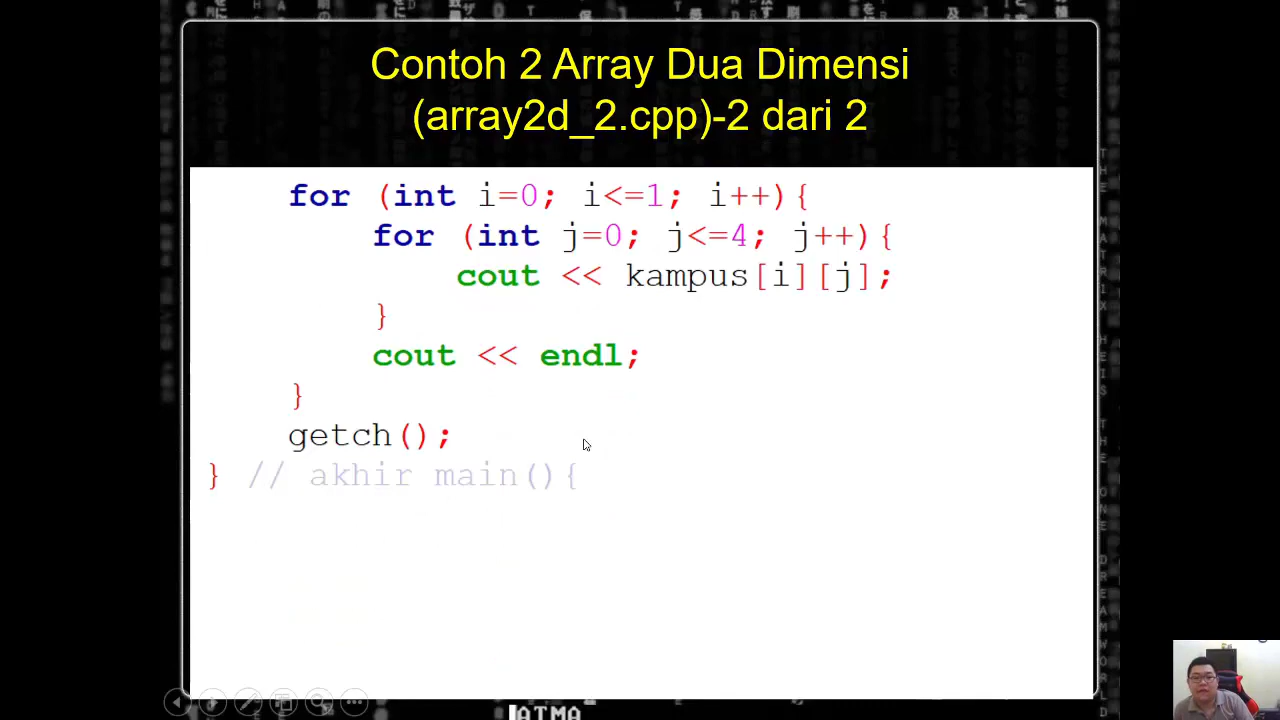 Contoh 2 Array Dua Dimensi
(array2d_2.cpp)-2 dari 2
for (int i=0; i<=1; i++){
for (int j=0; j<=4; j++){
cout << kampus[i][j];
}
cout << endl;
}
getch();
} // akhir main(){
ATMA